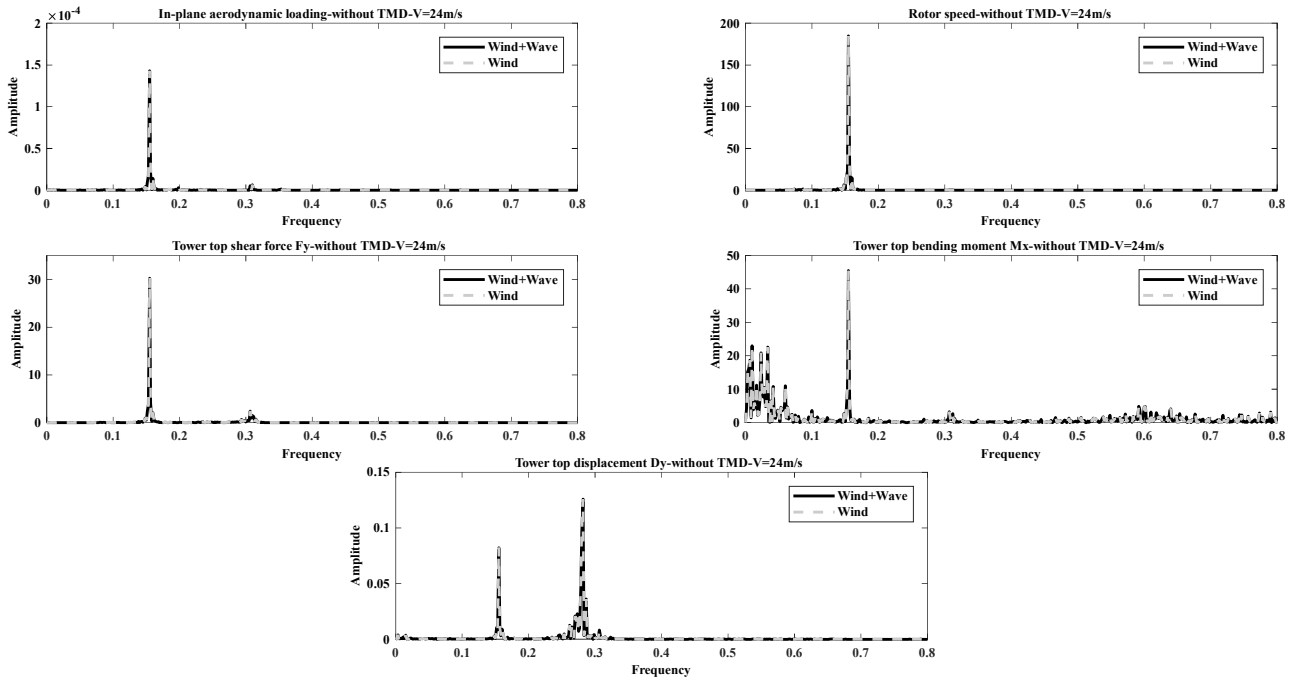 In-plane aerodynamic loading-without TMD-V=24m/s
×10⁻⁴
2
1.5
1
0.5
0
Amplitude
Wind+Wave
Wind
0 0.1 0.2 0.3 0.4 0.5 0.6 0.7 0.8
Frequency
Rotor speed-without TMD-V=24m/s
200
150
100
50
0
Amplitude
Wind+Wave
Wind
0 0.1 0.2 0.3 0.4 0.5 0.6 0.7 0.8
Frequency
Tower top shear force Fy-without TMD-V=24m/s
30
20
10
0
Amplitude
Wind+Wave
Wind
0 0.1 0.2 0.3 0.4 0.5 0.6 0.7 0.8
Frequency
Tower top bending moment Mx-without TMD-V=24m/s
50
40
30
20
10
0
Amplitude
Wind+Wave
Wind
0 0.1 0.2 0.3 0.4 0.5 0.6 0.7 0.8
Frequency
Tower top displacement Dy-without TMD-V=24m/s
0.15
0.1
0.05
0
Amplitude
Wind+Wave
Wind
0 0.1 0.2 0.3 0.4 0.5 0.6 0.7 0.8
Frequency